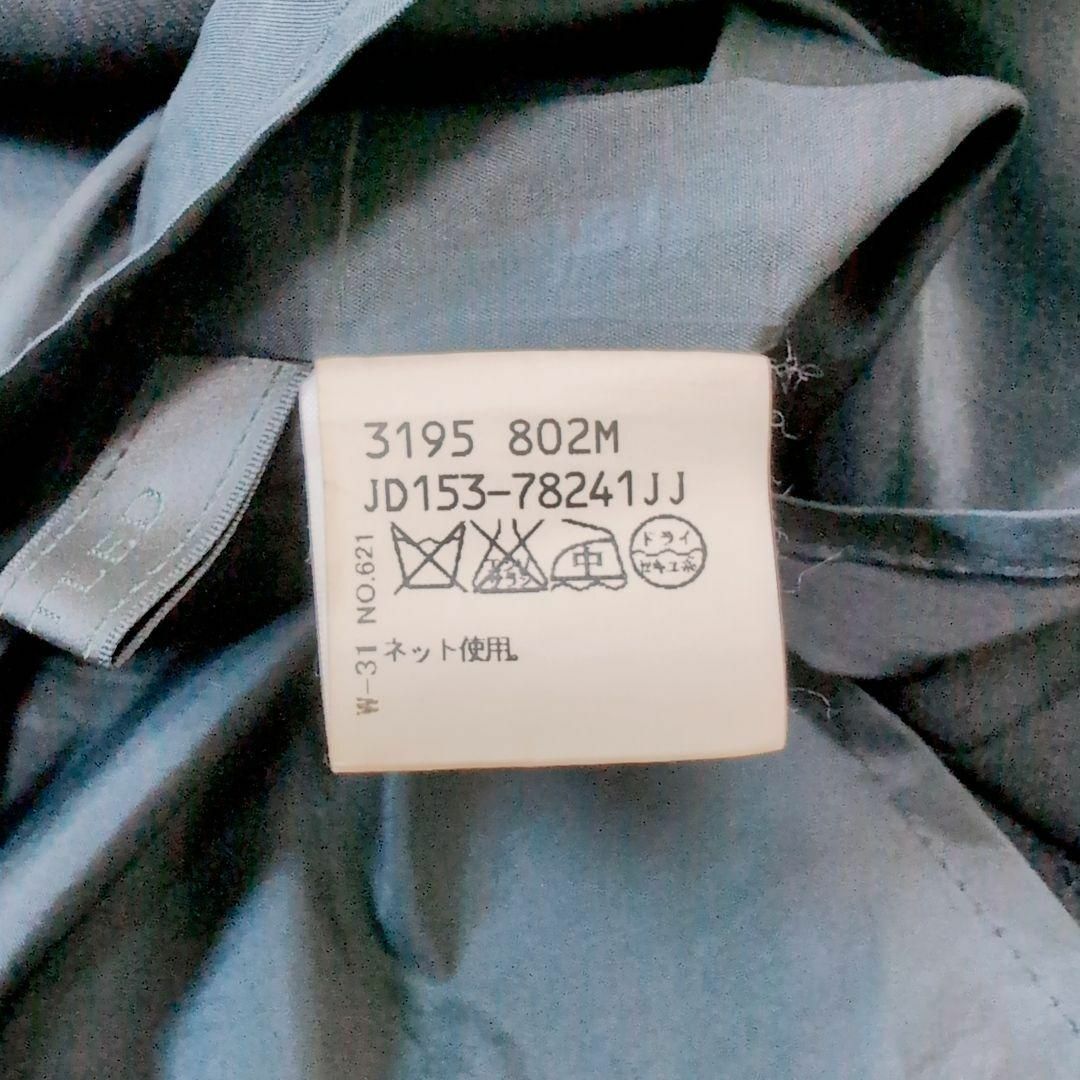 3195 802M
JD153-78241JJ
中
ドライ
セキユ系
ネット使用。
W-31 NO.621